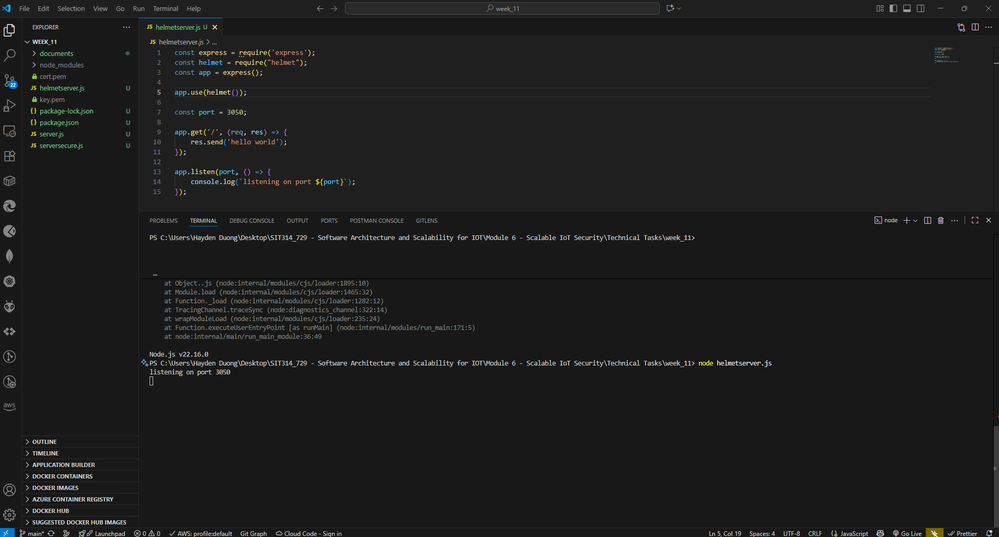 File Edit Selection View Go Run Terminal Help
week_11
EXPLORER
WEEK_11
documents
node_modules
cert.pem
helmetserver.js U
key.pem
package-lock.json U
package.json U
server.js U
serversecure.js U
22
aws
OUTLINE
TIMELINE
APPLICATION BUILDER
DOCKER CONTAINERS
DOCKER IMAGES
AZURE CONTAINER REGISTRY
DOCKER HUB
SUGGESTED DOCKER HUB IMAGES
JS helmetserver.js U
JS helmetserver.js > ...
1 const express = require('express');
2 const helmet = require("helmet");
3 const app = express();
4
5 app.use(helmet());
6
7 const port = 3050;
8
9 app.get('/', (req, res) => {
10 res.send('hello world');
11 });
12
13 app.listen(port, () => {
14 console.log(`listening on port ${port}`);
15 });
PROBLEMS TERMINAL DEBUG CONSOLE OUTPUT PORTS POSTMAN CONSOLE GITLENS
node
PS C:\Users\Hayden Duong\Desktop\SIT314_729 - Software Architecture and Scalability for IOT\Module 6 - Scalable IoT Security\Technical Tasks\week_11>
…
at Object..js (node:internal/modules/cjs/loader:1895:10)
at Module.load (node:internal/modules/cjs/loader:1465:32)
at Function._load (node:internal/modules/cjs/loader:1282:12)
at TracingChannel.traceSync (node:diagnostics_channel:322:14)
at wrapModuleLoad (node:internal/modules/cjs/loader:235:24)
at Function.executeUserEntryPoint [as runMain] (node:internal/modules/run_main:171:5)
at node:internal/main/run_main_module:36:49
Node.js v22.16.0
PS C:\Users\Hayden Duong\Desktop\SIT314_729 - Software Architecture and Scalability for IOT\Module 6 - Scalable IoT Security\Technical Tasks\week_11> node helmetserver.js
listening on port 3050
main* Launchpad 0 0 AWS: profile:default Git Graph Cloud Code - Sign in Ln 5, Col 19 Spaces: 4 UTF-8 CRLF {} JavaScript Go Live Prettier